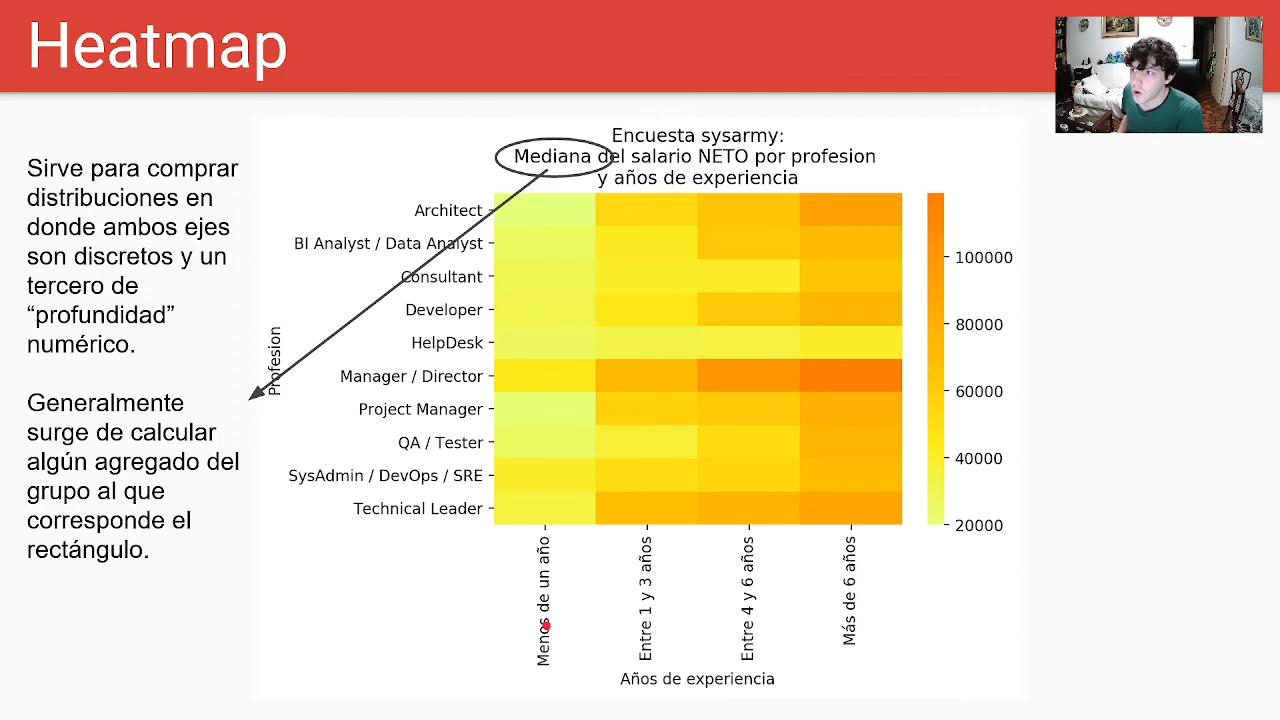 Heatmap
Sirve para comprar
distribuciones en
donde ambos ejes
son discretos y un
tercero de
“profundidad”
numérico.
Generalmente
surge de calcular
algún agregado del
grupo al que
corresponde el
rectángulo.
Encuesta sysarmy:
Mediana del salario NETO por profesion
y años de experiencia
Profesion
Architect
BI Analyst / Data Analyst
Consultant
Developer
HelpDesk
Manager / Director
Project Manager
QA / Tester
SysAdmin / DevOps / SRE
Technical Leader
Menos de un año
Entre 1 y 3 años
Entre 4 y 6 años
Más de 6 años
Años de experiencia
100000
80000
60000
40000
20000